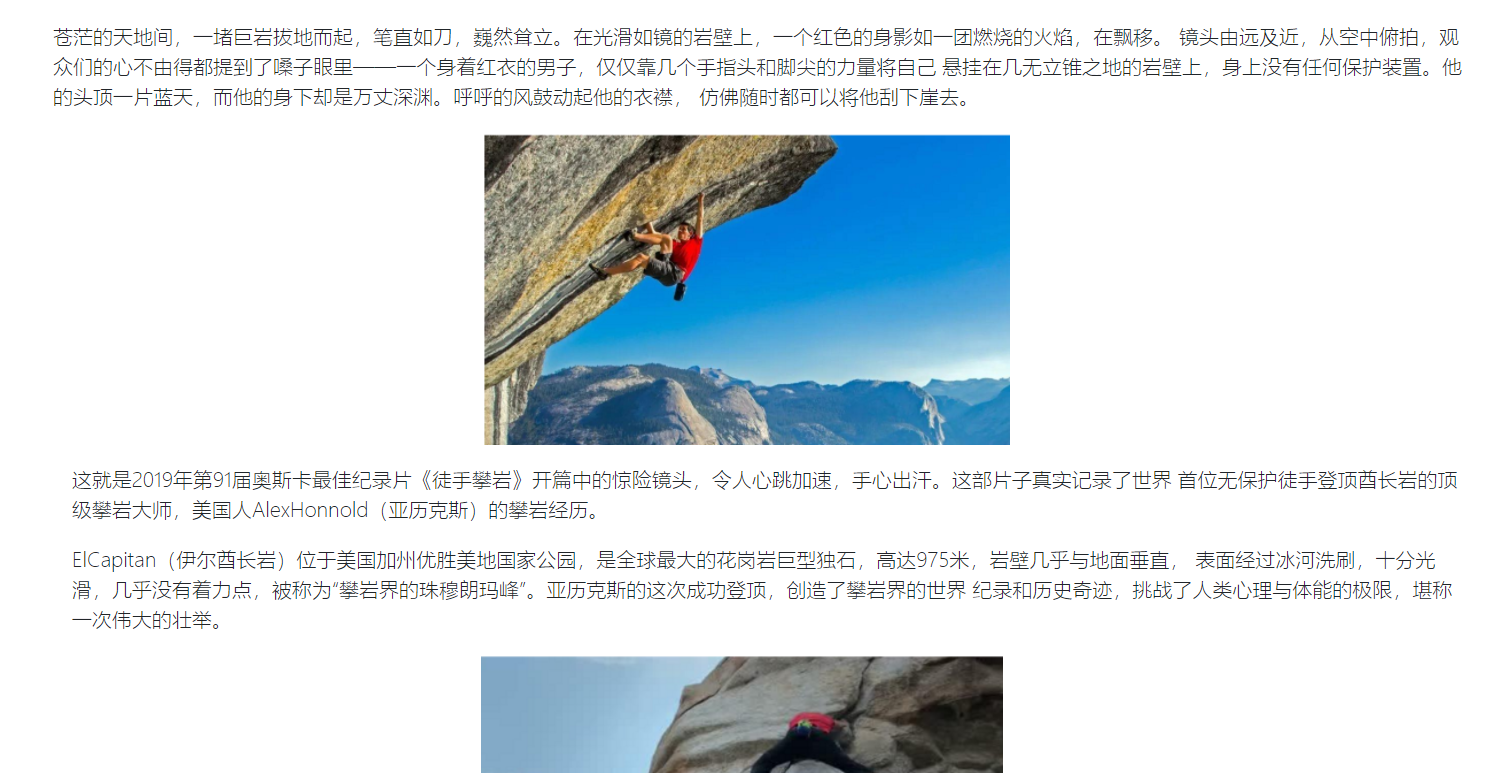 苍茫的天地间，一堵巨岩拔地而起，笔直如刀，巍然耸立。在光滑如镜的岩壁上，一个红色的身影如一团燃烧的火焰，在飘移。 镜头由远及近，从空中俯拍，观
众们的心不由得都提到了嗓子眼里——一个身着红衣的男子，仅仅靠几个手指头和脚尖的力量将自己 悬挂在几无立锥之地的岩壁上，身上没有任何保护装置。他
的头顶一片蓝天，而他的身下却是万丈深渊。呼呼的风鼓动起他的衣襟， 仿佛随时都可以将他刮下崖去。
这就是2019年第91届奥斯卡最佳纪录片《徒手攀岩》开篇中的惊险镜头，令人心跳加速，手心出汗。这部片子真实记录了世界 首位无保护徒手登顶酋长岩的顶
级攀岩大师，美国人AlexHonnold（亚历克斯）的攀岩经历。
ElCapitan（伊尔酋长岩）位于美国加州优胜美地国家公园，是全球最大的花岗岩巨型独石，高达975米，岩壁几乎与地面垂直， 表面经过冰河洗刷，十分光
滑，几乎没有着力点，被称为“攀岩界的珠穆朗玛峰”。亚历克斯的这次成功登顶，创造了攀岩界的世界 纪录和历史奇迹，挑战了人类心理与体能的极限，堪称
一次伟大的壮举。